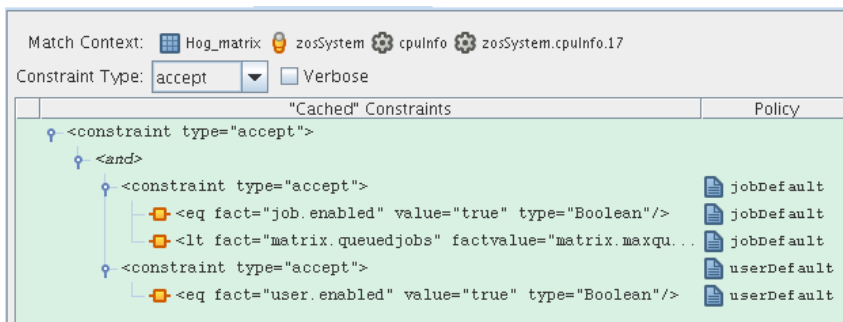 Match Context: Hog_matrix zosSystem cpuInfo zosSystem.cpuInfo.17
Constraint Type: accept Verbose
"Cached" Constraints Policy
<constraint type="accept">
<and>
<constraint type="accept"> jobDefault
<eq fact="job.enabled" value="true" type="Boolean"/> jobDefault
<lt fact="matrix.queuedjobs" factvalue="matrix.maxqu... jobDefault
<constraint type="accept"> userDefault
<eq fact="user.enabled" value="true" type="Boolean"/> userDefault